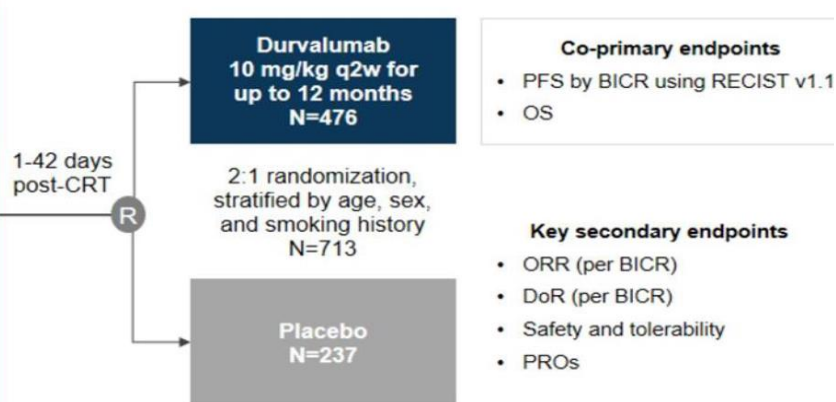 Durvalumab
10 mg/kg q2w for
up to 12 months
N=476
Co-primary endpoints
• PFS by BICR using RECIST v1.1
• OS
1-42 days
post-CRT
R
2:1 randomization,
stratified by age, sex,
and smoking history
N=713
Key secondary endpoints
• ORR (per BICR)
• DoR (per BICR)
• Safety and tolerability
• PROs
Placebo
N=237